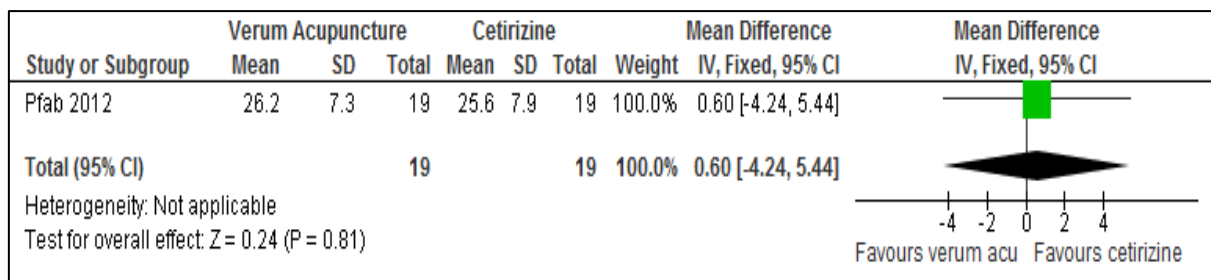 Verum Acupuncture Cetirizine Mean Difference Mean Difference
Study or Subgroup Mean SD Total Mean SD Total Weight IV, Fixed, 95% CI IV, Fixed, 95% CI
Pfab 2012 26.2 7.3 19 25.6 7.9 19 100.0% 0.60 [-4.24, 5.44]
Total (95% CI) 19 19 100.0% 0.60 [-4.24, 5.44]
Heterogeneity: Not applicable
Test for overall effect: Z = 0.24 (P = 0.81)
-4 -2 0 2 4
Favours verum acu Favours cetirizine